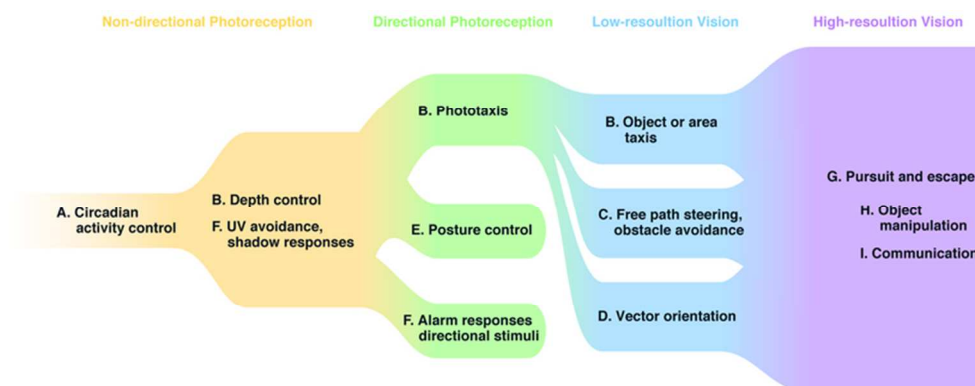 Non-directional Photoreception
Directional Photoreception
Low-resoultion Vision
High-resoultion Vision
A. Circadian
activity control
B. Depth control
F. UV avoidance,
shadow responses
B. Phototaxis
E. Posture control
F. Alarm responses
directional stimuli
B. Object or area
taxis
C. Free path steering,
obstacle avoidance
D. Vector orientation
G. Pursuit and escape
H. Object
manipulation
I. Communication